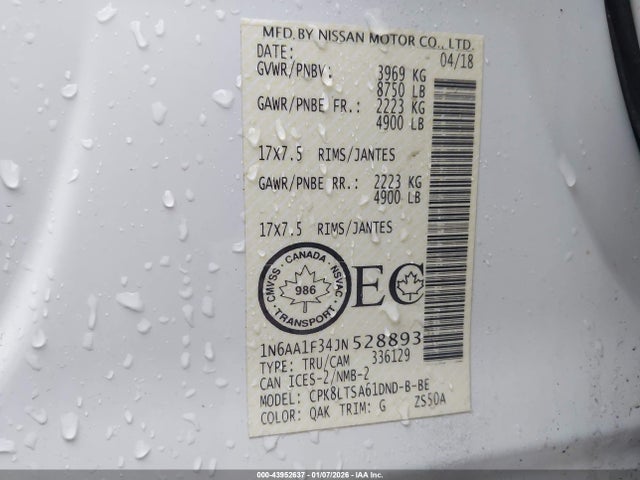 MFD.BY NISSAN MOTOR CO., LTD.
DATE: 04/18
GVWR/PNBV: 3969 KG
8750 LB
GAWR/PNBE FR.: 2223 KG
4900 LB
17X7.5 RIMS/JANTES
GAWR/PNBE RR.: 2223 KG
4900 LB
17X7.5 RIMS/JANTES
CMVSS · CANADA · NSVAC
986
TRANSPORT
EC
1N6AA1F34JN528893
TYPE: TRU/CAM 336129
CAN ICES-2/NMB-2
MODEL: CPK8LTSA61DND-B-BE
COLOR: QAK TRIM: G ZS50A
000-43952637 - 01/07/2026 - IAA Inc.